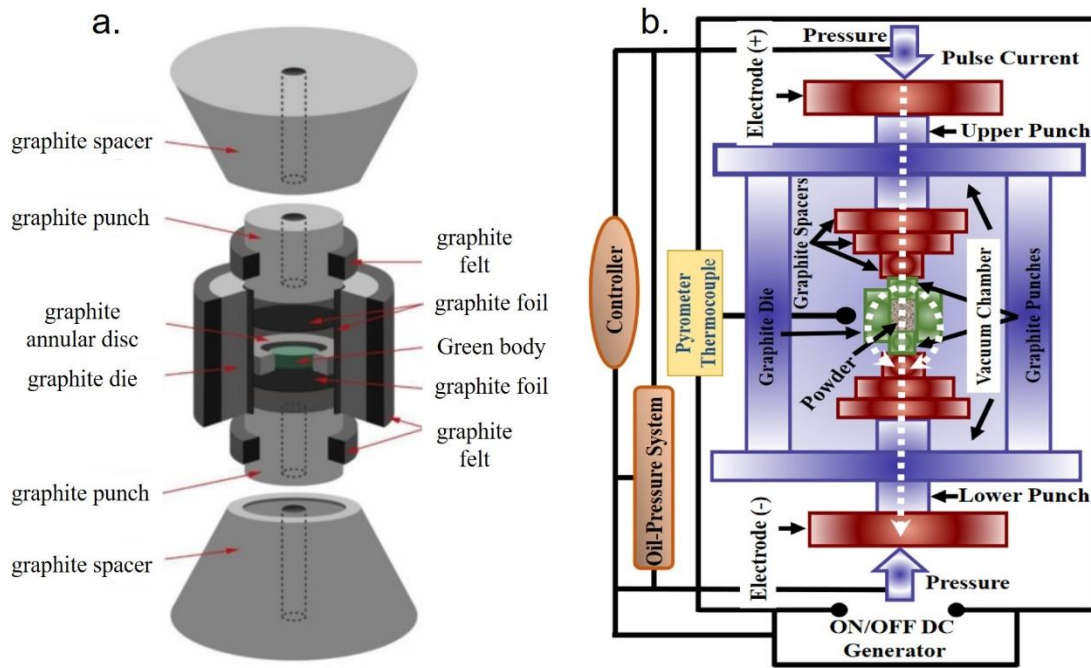 a.
graphite spacer
graphite punch
graphite
felt
graphite foil
graphite
annular disc
Green body
graphite die
graphite foil
graphite
felt
graphite punch
graphite spacer
b.
Pressure
Electrode (+)
Pulse Current
Upper Punch
Graphite Spacers
Controller
Pyrometer
Thermocouple
Graphite Die
Vacuum Chamber
Graphite Punches
Powder
Oil-Pressure System
Lower Punch
Electrode (-)
Pressure
ON/OFF DC
Generator